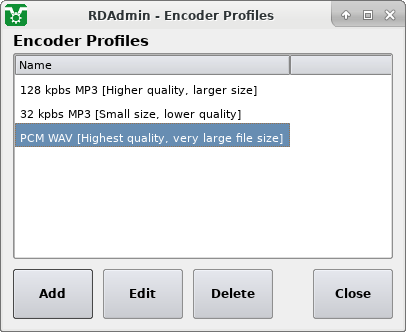 RDAdmin - Encoder Profiles
Encoder Profiles
Name
128 kpbs MP3 [Higher quality, larger size]
32 kpbs MP3 [Small size, lower quality]
PCM WAV [Highest quality, very large file size]
Add Edit Delete Close